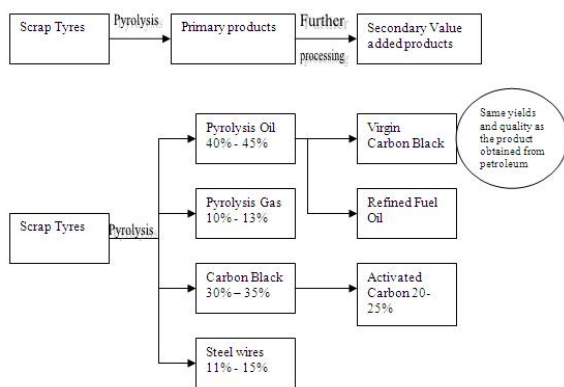 Scrap Tyres
Pyrolysis
Primary products
Further
processing
Secondary Value
added products
Scrap Tyres
Pyrolysis
Pyrolysis Oil
40%- 45%
Virgin
Carbon Black
Same yields
and quality as
the product
obtained from
petroleum
Refined Fuel
Oil
Pyrolysis Gas
10%- 13%
Carbon Black
30%– 35%
Activated
Carbon 20-
25%
Steel wires
11%- 15%